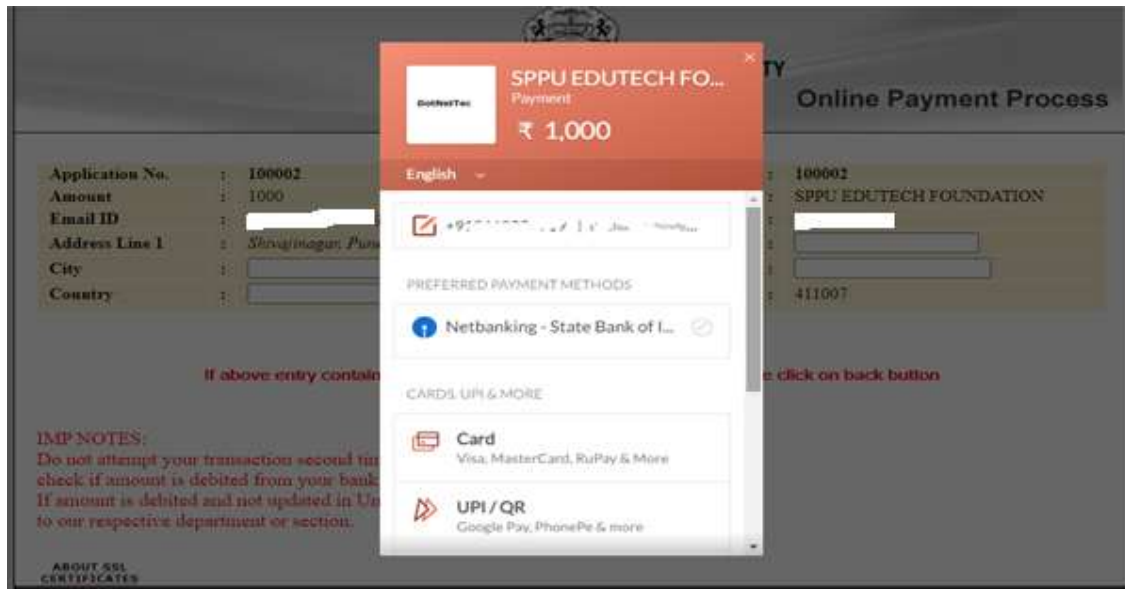 TY
Online Payment Process
DotNetTec
SPPU EDUTECH FO...
Payment
₹ 1,000
English
Application No. : 100002
Amount : 1000
Email ID :
Address Line 1 : Shivajinagar, Pune
City :
Country :
: 100002
: SPPU EDUTECH FOUNDATION
:
:
:
: 411007
PREFERRED PAYMENT METHODS
Netbanking - State Bank of I...
CARDS, UPI & MORE
Card
Visa, MasterCard, RuPay & More
UPI / QR
Google Pay, PhonePe & more
If above entry contain
e click on back button
IMP NOTES:
Do not attempt your transaction second tim
check if amount is debited from your bank
If amount is debited and not updated in Un
to our respective department or section.
ABOUT SSL
CERTIFICATES